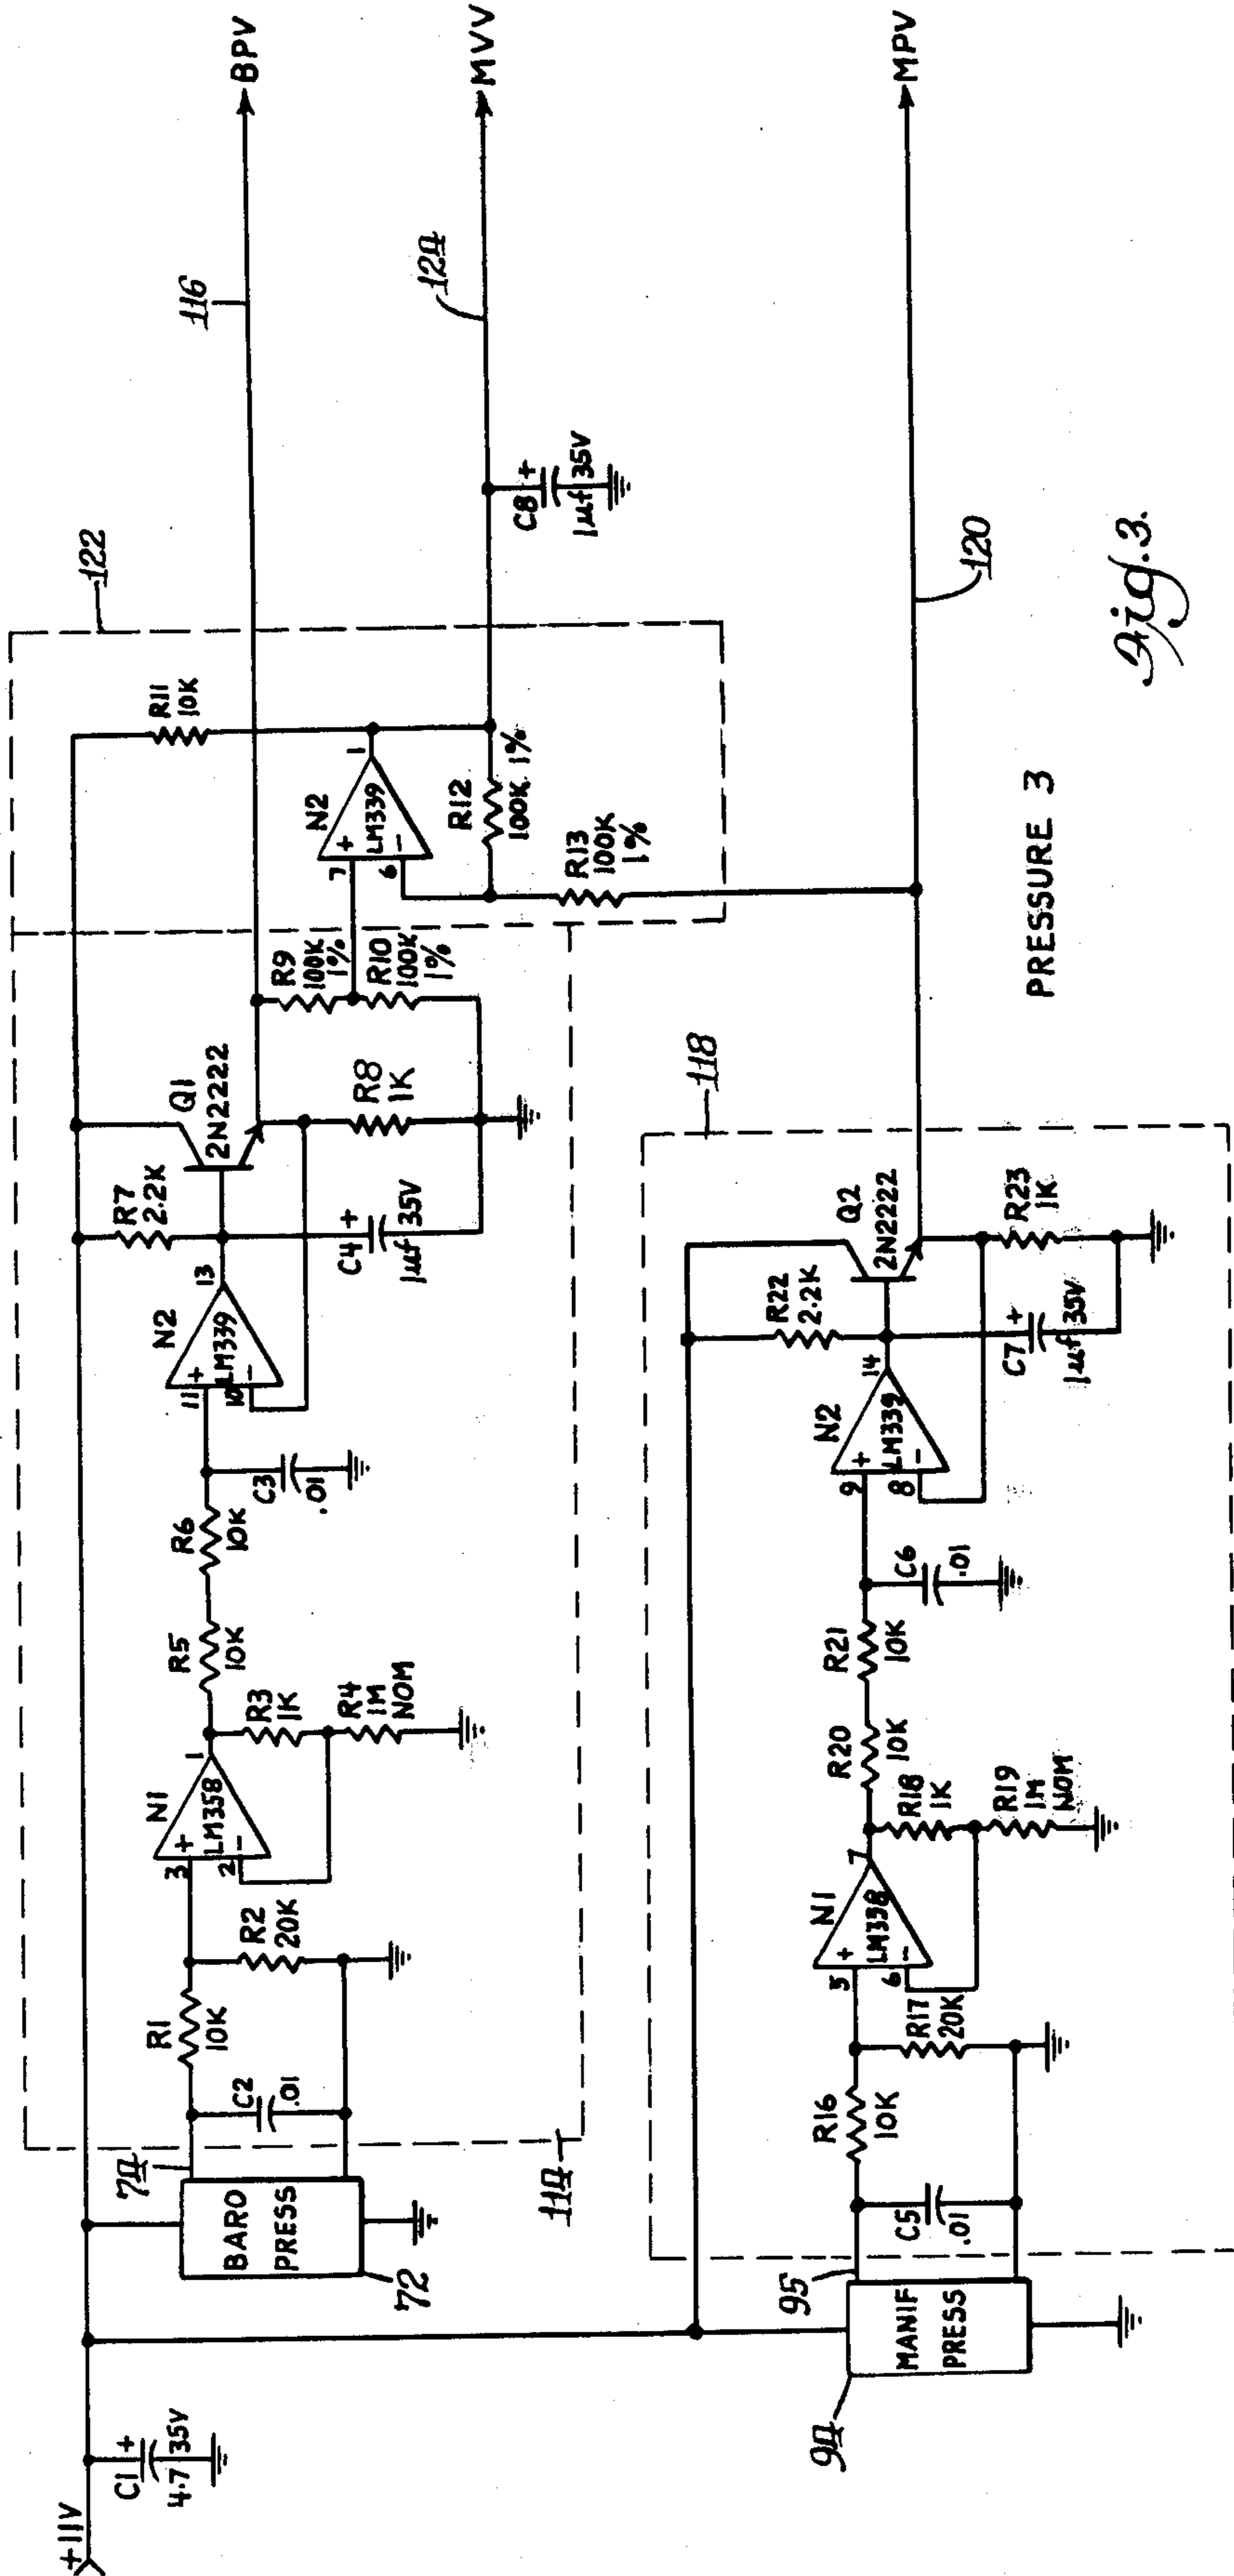 +11V
C1 +
4.7 35V
BARO
PRESS
72
74
C2
.01
R1
10K
R2
20K
3
+
2
-
N1
LM358
1
R3
1K
R4
1M
NOM
R5
10K
R6
10K
C3
.01
11
+
10
-
N2
LM339
13
R7
2.2K
C4 +
1µf 35V
Q1
2N2222
R8
1K
R9
100K
1%
R10
100K
1%
114
7
+
6
-
N2
LM339
1
R11
10K
R12
100K 1%
R13
100K
1%
122
116
BPV
C8 +
1µf 35V
124
MVV
MANIF
PRESS
94
95
C5
.01
R16
10K
R17
20K
5
+
6
-
N1
LM358
7
R18
1K
R19
1M
NOM
R20
10K
R21
10K
C6
.01
9
+
8
-
N2
LM339
14
R22
2.2K
C7 +
1µf 35V
Q2
2N2222
R23
1K
118
120
MPV
PRESSURE 3
Fig. 3.